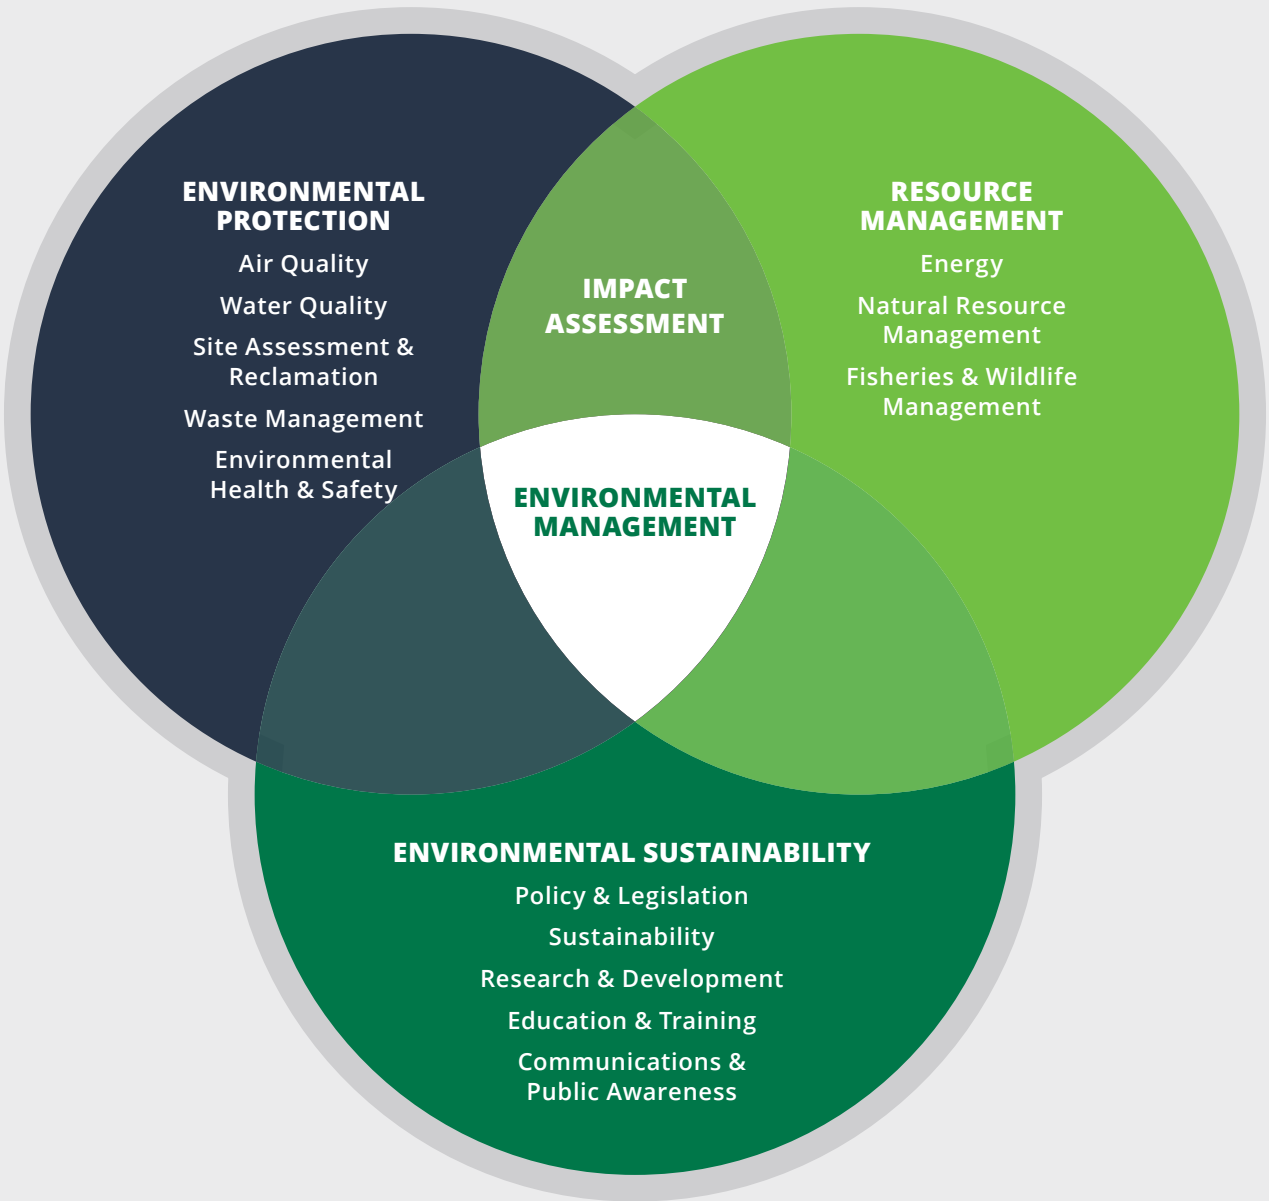 ENVIRONMENTAL
PROTECTION
Air Quality
Water Quality
Site Assessment &
Reclamation
Waste Management
Environmental
Health & Safety
IMPACT
ASSESSMENT
RESOURCE
MANAGEMENT
Energy
Natural Resource
Management
Fisheries & Wildlife
Management
ENVIRONMENTAL
MANAGEMENT
ENVIRONMENTAL SUSTAINABILITY
Policy & Legislation
Sustainability
Research & Development
Education & Training
Communications &
Public Awareness